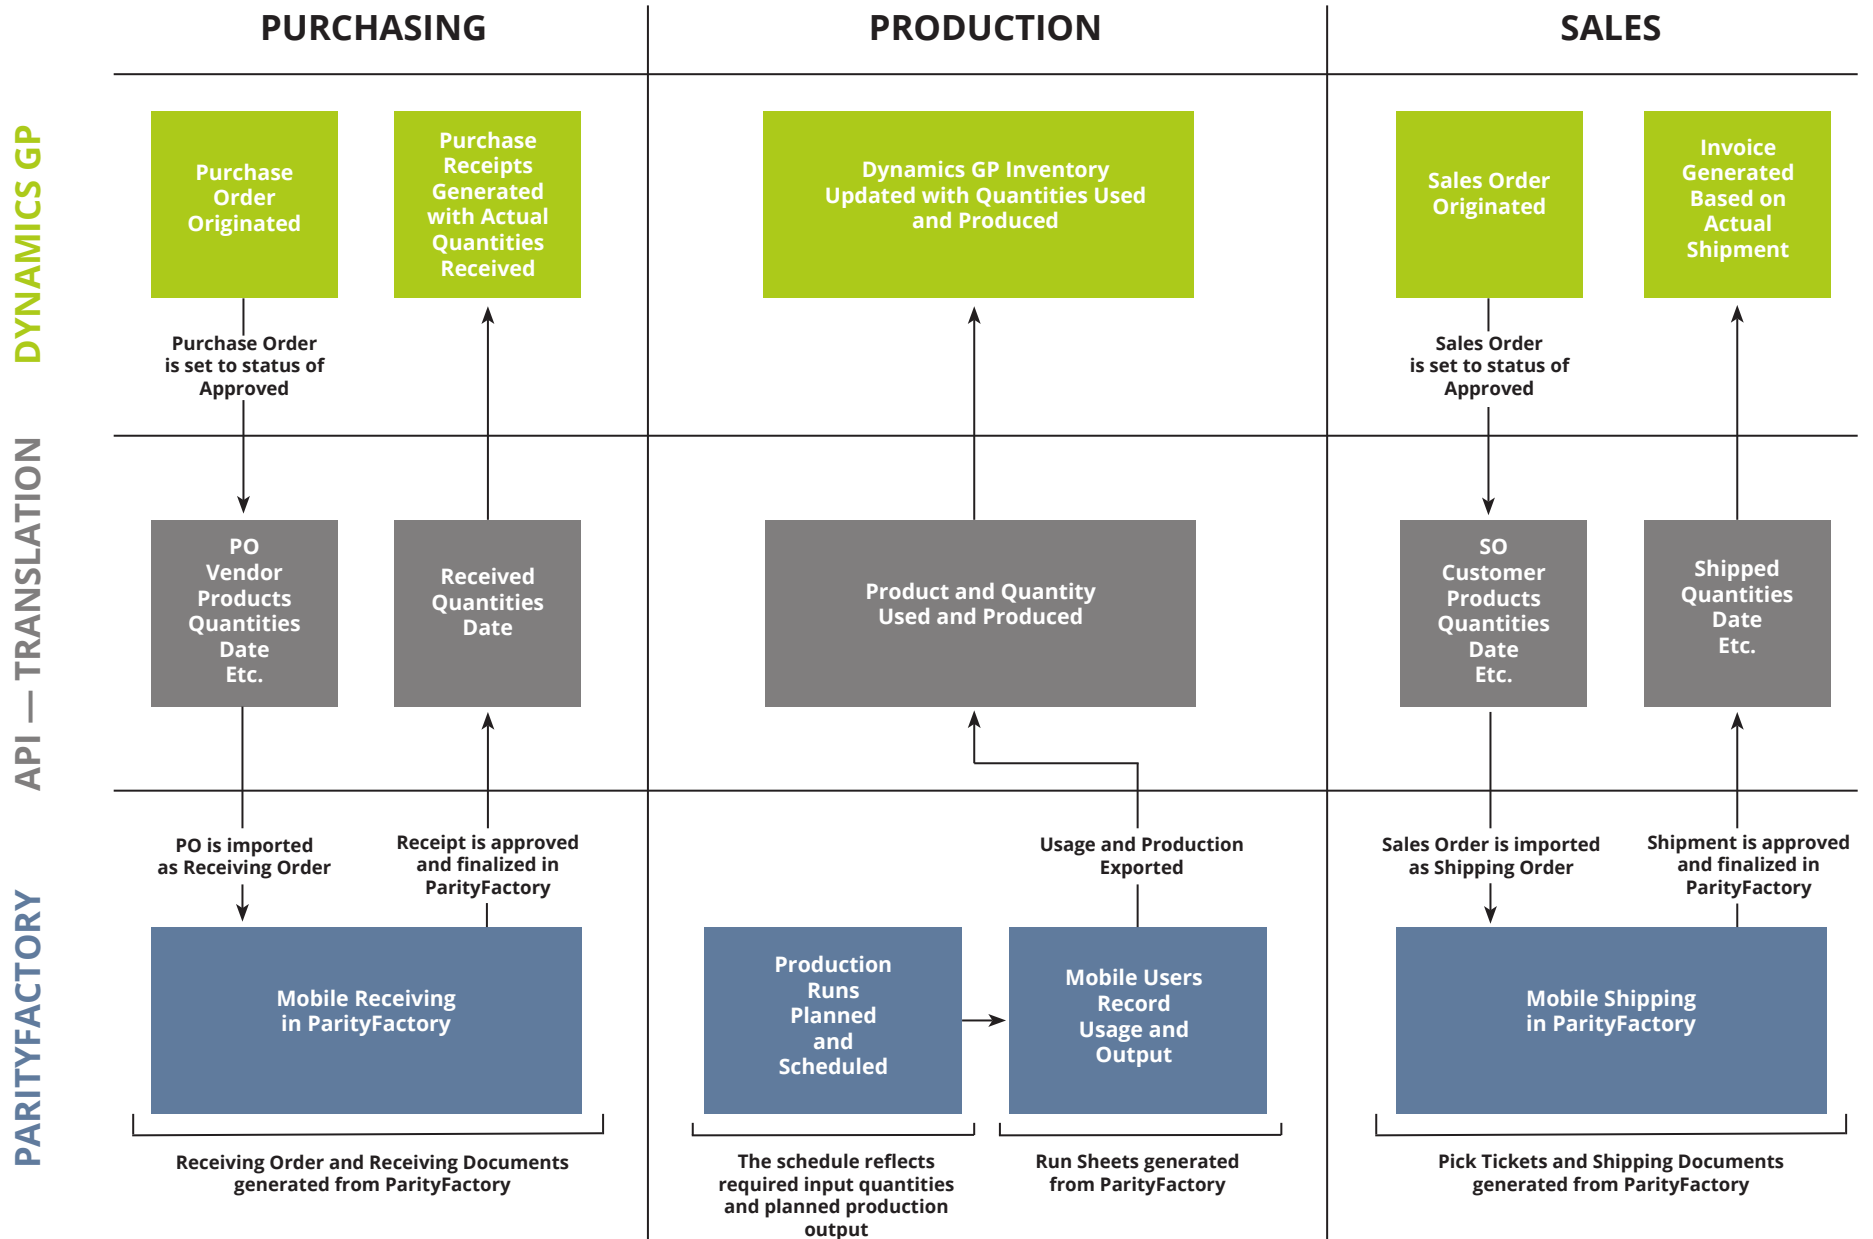 PURCHASING
PRODUCTION
SALES
DYNAMICS GP
Purchase
Order
Originated
Purchase
Receipts
Generated
with Actual
Quantities
Received
Dynamics GP Inventory
Updated with Quantities Used
and Produced
Sales Order
Originated
Invoice
Generated
Based on
Actual
Shipment
Purchase Order
is set to status of
Approved
Sales Order
is set to status of
Approved
API — TRANSLATION
PO
Vendor
Products
Quantities
Date
Etc.
Received
Quantities
Date
Product and Quantity
Used and Produced
SO
Customer
Products
Quantities
Date
Etc.
Shipped
Quantities
Date
Etc.
PARITYFACTORY
PO is imported
as Receiving Order
Receipt is approved
and finalized in
ParityFactory
Usage and Production
Exported
Sales Order is imported
as Shipping Order
Shipment is approved
and finalized in
ParityFactory
Mobile Receiving
in ParityFactory
Production
Runs
Planned
and
Scheduled
Mobile Users
Record
Usage and
Output
Mobile Shipping
in ParityFactory
Receiving Order and Receiving Documents
generated from ParityFactory
The schedule reflects
required input quantities
and planned production
output
Run Sheets generated
from ParityFactory
Pick Tickets and Shipping Documents
generated from ParityFactory